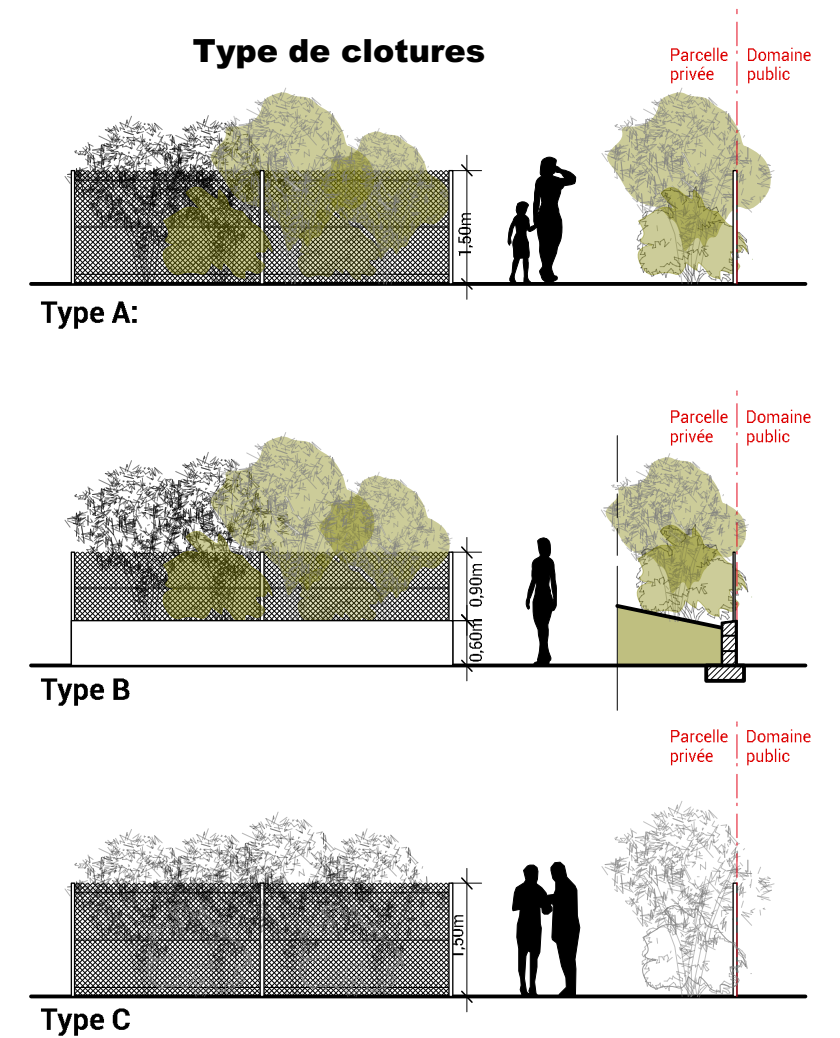 Type de clotures
Parcelle
privée
Domaine
public
1,50m
Type A:
Parcelle
privée
Domaine
public
0,90m
0,60m
Type B
Parcelle
privée
Domaine
public
1,50m
Type C